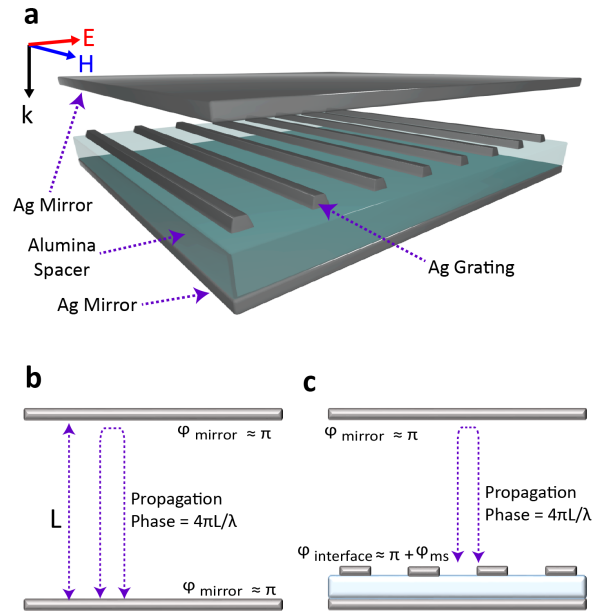 a
E
H
k
Ag Mirror
Alumina
Spacer
Ag Mirror
Ag Grating
b
φ mirror ≈ π
L
Propagation
Phase = 4πL/λ
φ mirror ≈ π
c
φ mirror ≈ π
Propagation
Phase = 4πL/λ
φ interface ≈ π + φms